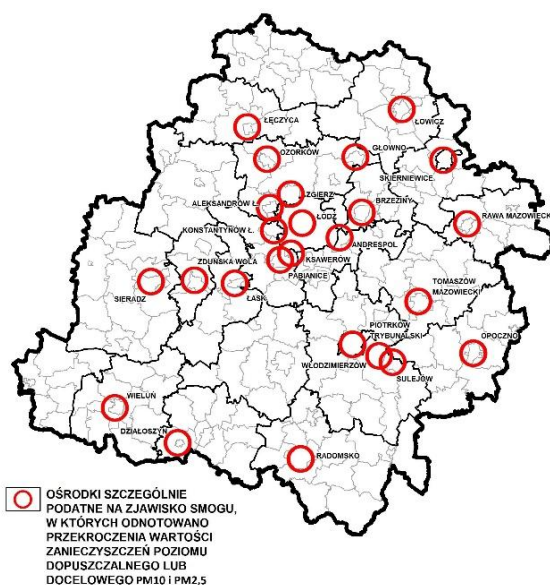 ŁĘCZYCA
ŁOWICZ
OZORKÓW
GŁOWNO
SKIERNIEWICE
ZGIERZ
ALEKSANDRÓW Ł.
BRZEZINY
ŁÓDŹ
RAWA MAZOWIECKA
KONSTANTYNÓW Ł.
ANDRESPOL
KSAWERÓW
ZDUŃSKA WOLA
PABIANICE
SIERADZ
ŁASK
TOMASZÓW
MAZOWIECKI
PIOTRKÓW
TRYBUNALSKI
OPOCZNO
WŁODZIMIERZÓW
SULEJÓW
WIELUŃ
DZIAŁOSZYN
RADOMSKO
OŚRODKI SZCZEGÓLNIE
PODATNE NA ZJAWISKO SMOGU,
W KTÓRYCH ODNOTOWANO
PRZEKROCZENIA WARTOŚCI
ZANIECZYSZCZEŃ POZIOMU
DOPUSZCZALNEGO LUB
DOCELOWEGO PM10 i PM2,5